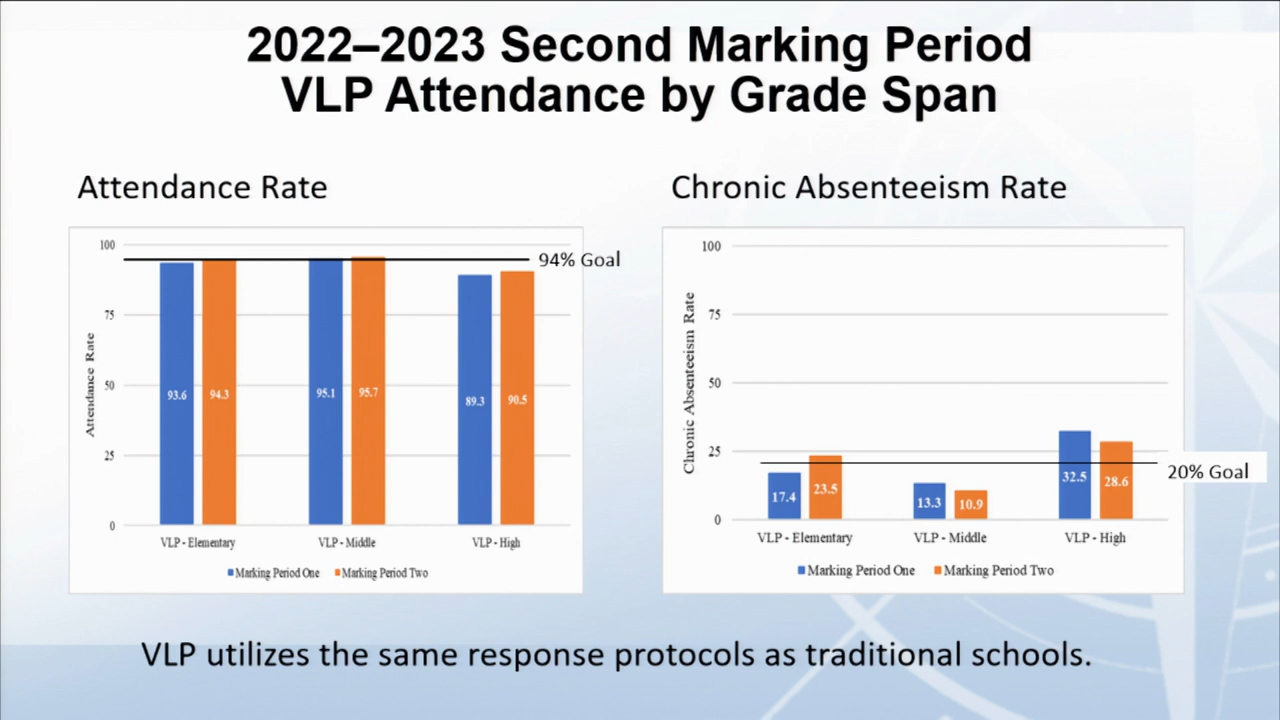 2022–2023 Second Marking Period
VLP Attendance by Grade Span
Attendance Rate
100
75
50
25
0
Attendance Rate
94% Goal
93.6
94.3
95.1
95.7
89.3
90.5
VLP - Elementary
VLP - Middle
VLP - High
Marking Period One
Marking Period Two
Chronic Absenteeism Rate
100
75
50
25
0
Chronic Absenteeism Rate
20% Goal
17.4
23.5
13.3
10.9
32.5
28.6
VLP - Elementary
VLP - Middle
VLP - High
Marking Period One
Marking Period Two
VLP utilizes the same response protocols as traditional schools.